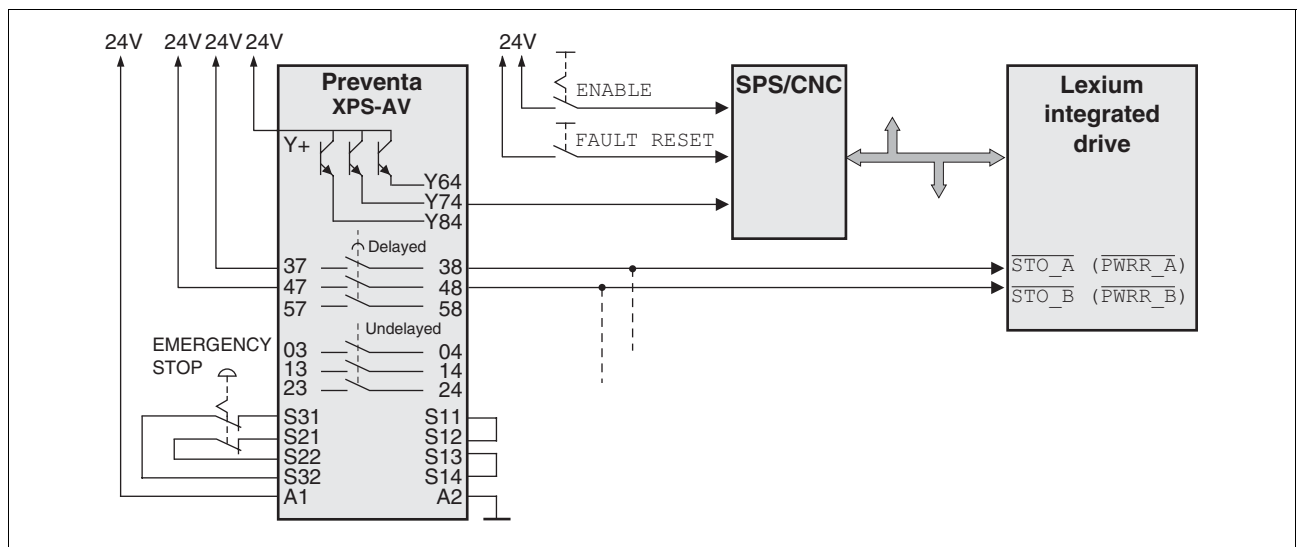 24V 24V 24V 24V 24V
Preventa
XPS-AV
Y+
Y64
Y74
Y84
Delayed
37 38
47 48
57 58
Undelayed
03 04
13 14
23 24
EMERGENCY
STOP
S31 S11
S21 S12
S22 S13
S32 S14
A1 A2
ENABLE
FAULT RESET
SPS/CNC
Lexium
integrated
drive
STO_A (PWRR_A)
STO_B (PWRR_B)